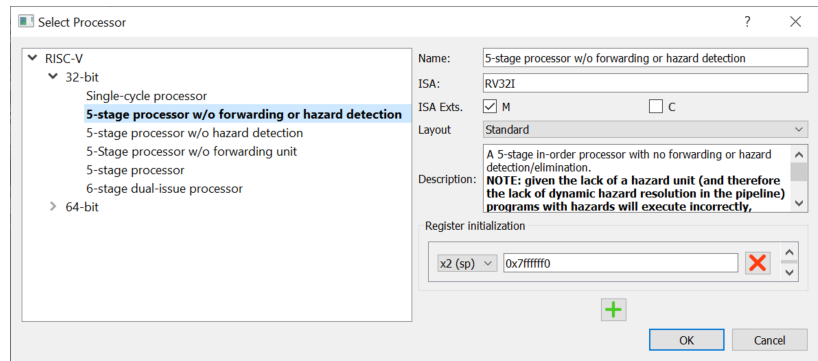 Select Processor
?
RISC-V
32-bit
Single-cycle processor
5-stage processor w/o forwarding or hazard detection
5-stage processor w/o hazard detection
5-Stage processor w/o forwarding unit
5-stage processor
6-stage dual-issue processor
64-bit
Name: 5-stage processor w/o forwarding or hazard detection
ISA: RV32I
ISA Exts. M C
Layout Standard
Description:
A 5-stage in-order processor with no forwarding or hazard
detection/elimination.
NOTE: given the lack of a hazard unit (and therefore
the lack of dynamic hazard resolution in the pipeline)
programs with hazards will execute incorrectly,
Register initialization
x2 (sp) 0x7ffffff0
OK Cancel